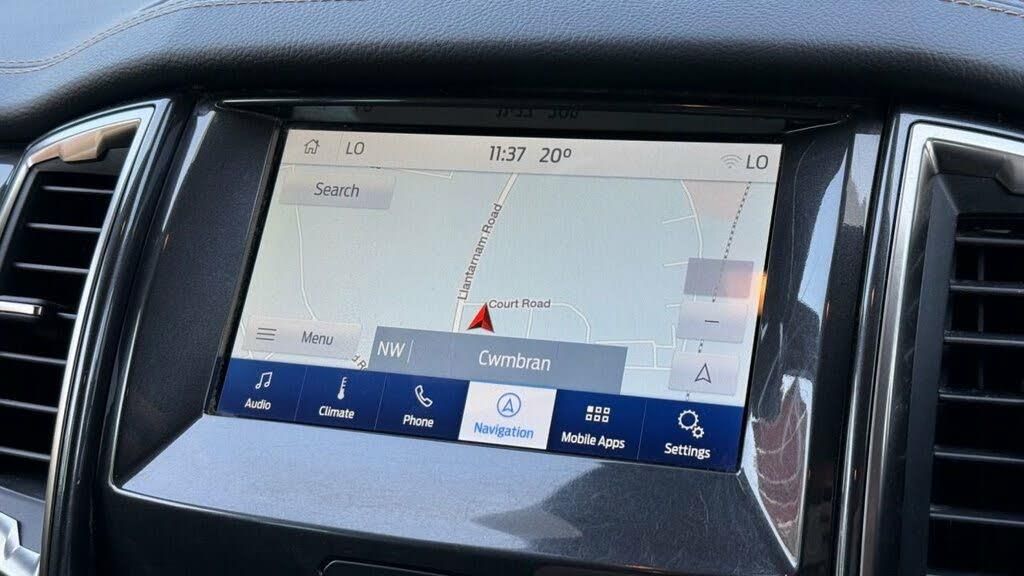 LO 11:37 20° LO
Search
Llantarnam Road
Court Road
Menu
NW Cwmbran
Audio
Climate
Phone
Navigation
Mobile Apps
Settings